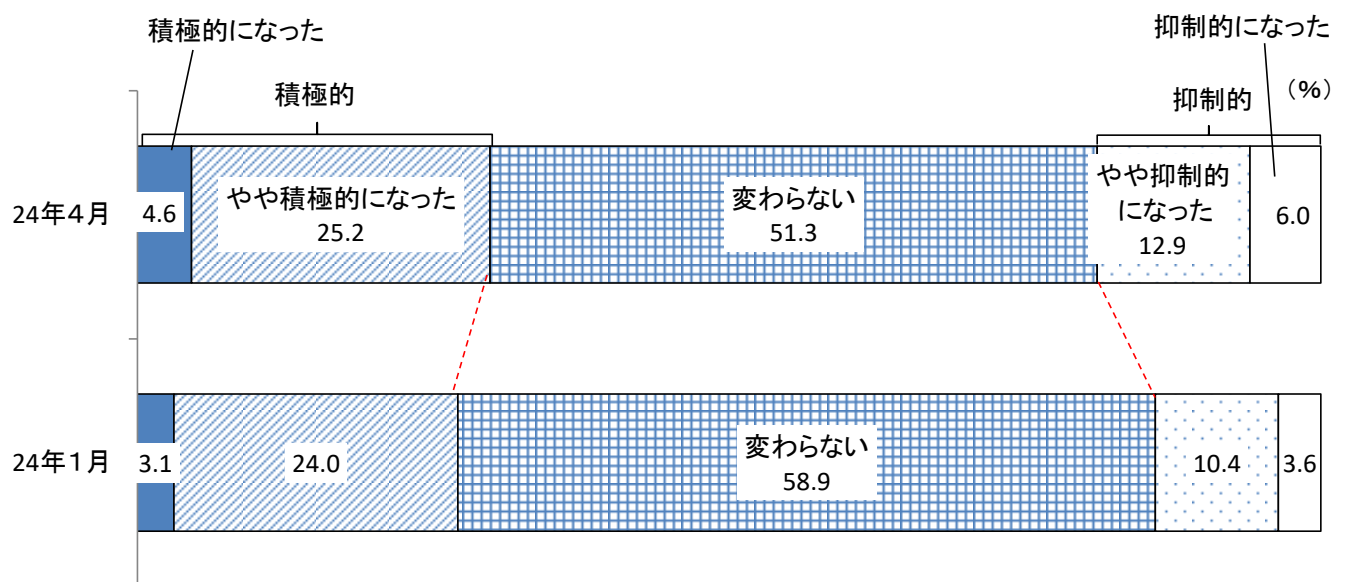 積極的になった
抑制的になった
積極的
抑制的
（%）
24年４月
4.6
やや積極的になった
25.2
変わらない
51.3
やや抑制的
になった
12.9
6.0
24年１月
3.1
24.0
変わらない
58.9
10.4
3.6